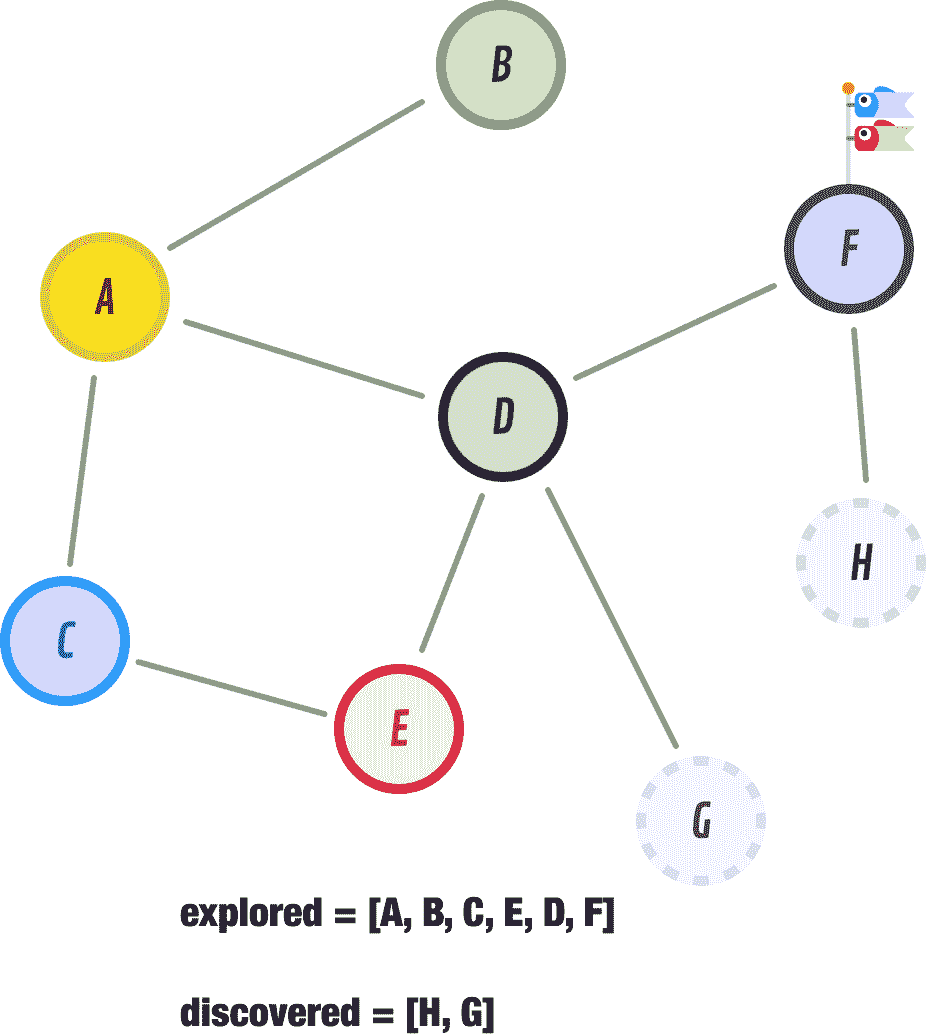 B
F
A
D
H
C
E
G
explored = [A, B, C, E, D, F]
discovered = [H, G]